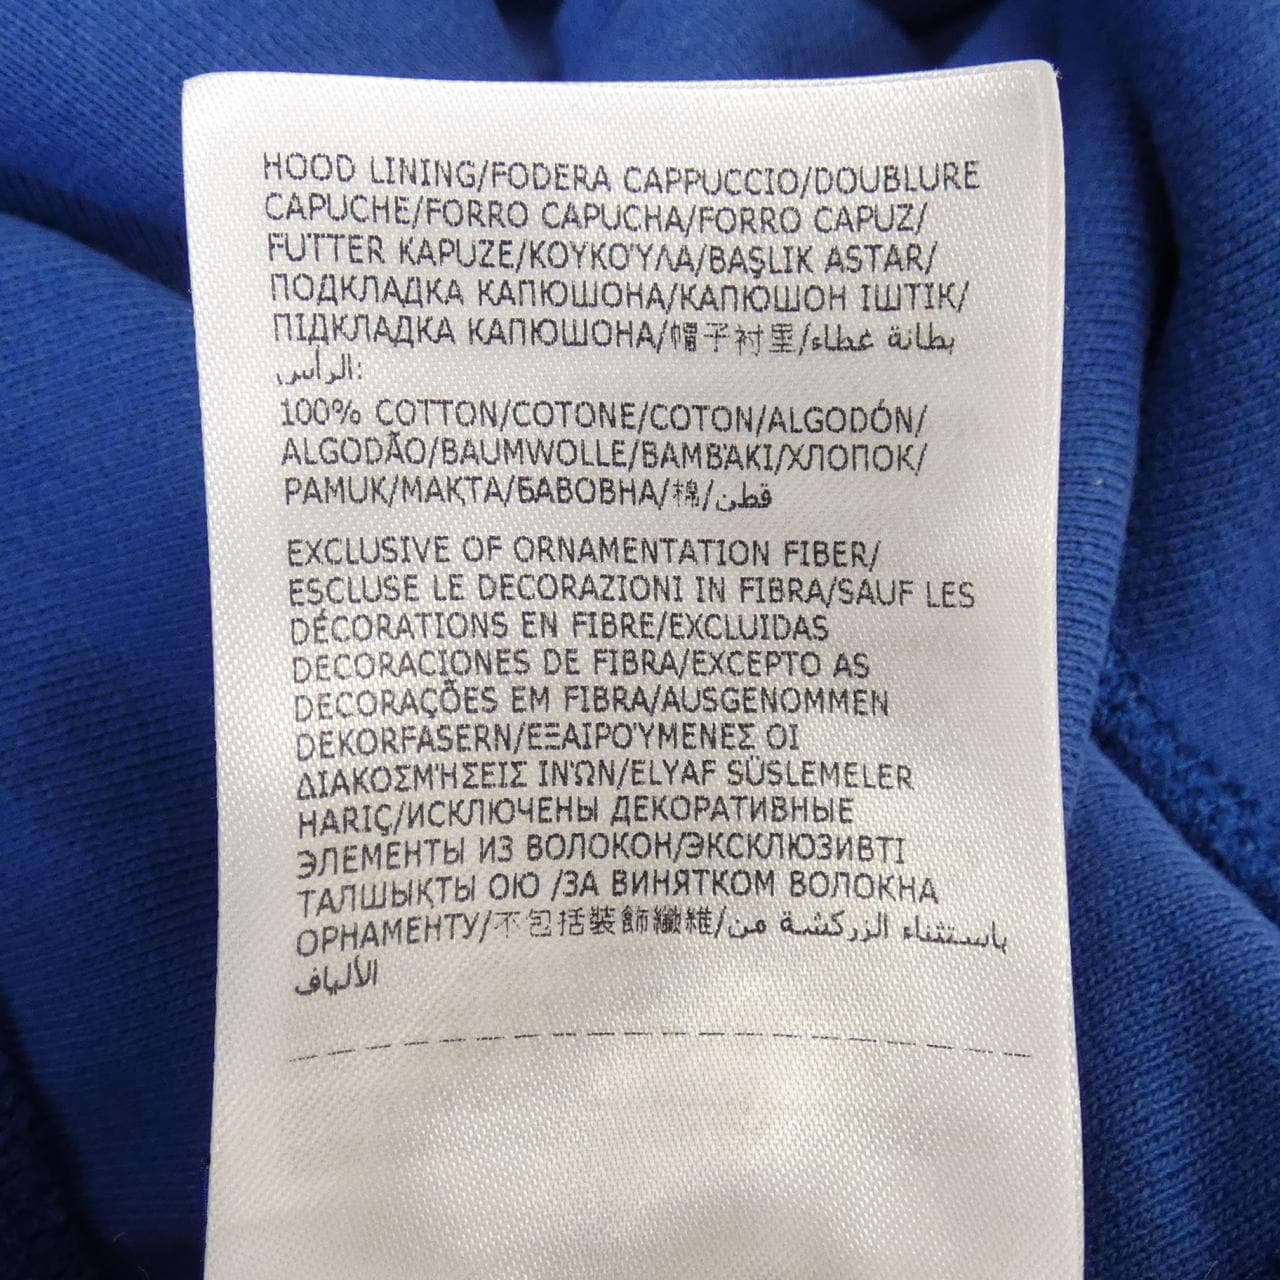 HOOD LINING/FODERA CAPPUCCIO/DOUBLURE
CAPUCHE/FORRO CAPUCHA/FORRO CAPUZ/
FUTTER KAPUZE/ΚΟΥΚΟΎΛΑ/BAŞLIK ASTAR/
ПОДКЛАДКА КАПЮШОНА/КАПЮШОН ІШТІК/
ПІДКЛАДКА КАПЮШОНА/帽子衬里/بطانة غطاء
الرأس:
100% COTTON/COTONE/COTON/ALGODÓN/
ALGODÃO/BAUMWOLLE/ΒΑΜΒΆΚΙ/ХЛОПОК/
PAMUK/МАҚТА/БАВОВНА/棉/قطن
EXCLUSIVE OF ORNAMENTATION FIBER/
ESCLUSE LE DECORAZIONI IN FIBRA/SAUF LES
DÉCORATIONS EN FIBRE/EXCLUIDAS
DECORACIONES DE FIBRA/EXCEPTO AS
DECORAÇÕES EM FIBRA/AUSGENOMMEN
DEKORFASERN/ΕΞΑΙΡΟΎΜΕΝΕΣ ΟΙ
ΔΙΑΚΟΣΜΉΣΕΙΣ ΙΝΏΝ/ELYAF SÜSLEMELER
HARIÇ/ИСКЛЮЧЕНЫ ДЕКОРАТИВНЫЕ
ЭЛЕМЕНТЫ ИЗ ВОЛОКОН/ЭКСКЛЮЗИВТІ
ТАЛШЫҚТЫ ОЮ /ЗА ВИНЯТКОМ ВОЛОКНА
ОРНАМЕНТУ/不包括裝飾纖維/باستثناء الزركشة من
الألياف